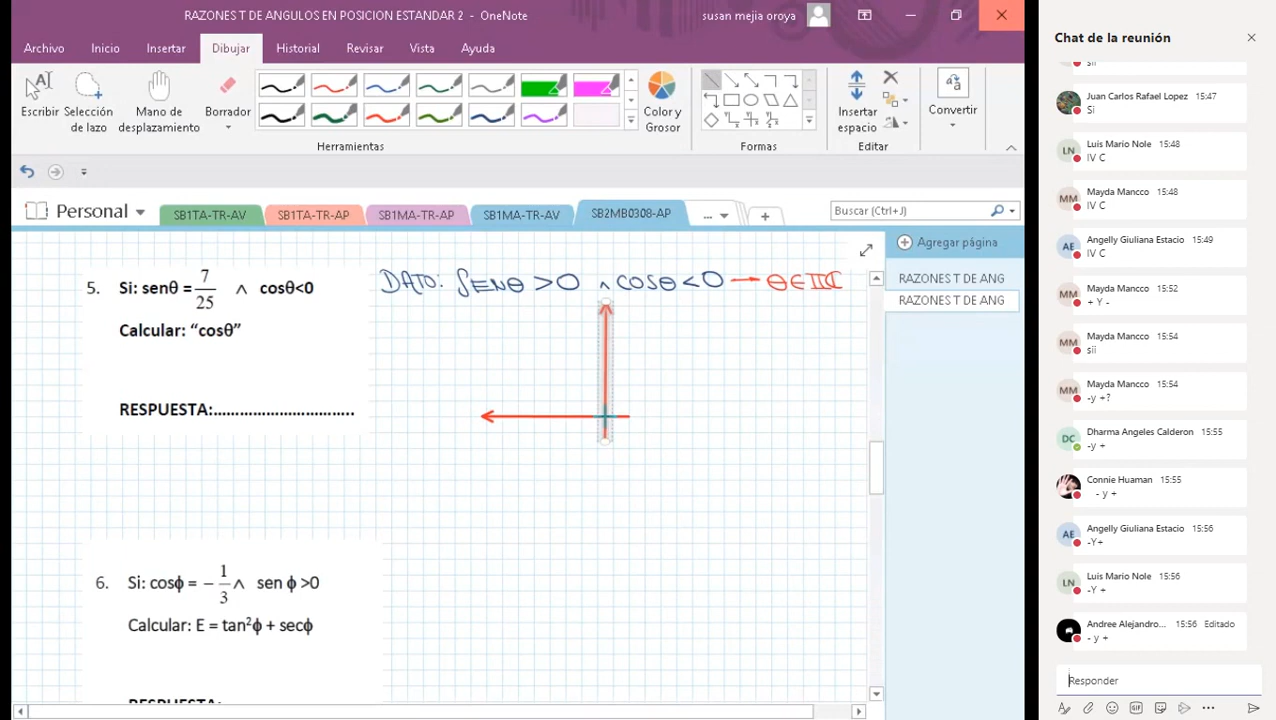 RAZONES T DE ANGULOS EN POSICION ESTANDAR 2 - OneNote
susan mejia oroya
Archivo Inicio Insertar Dibujar Historial Revisar Vista Ayuda
Escribir
Selección de lazo
Mano de desplazamiento
Borrador
Color y Grosor
Insertar espacio
Convertir
Herramientas
Formas
Editar
Personal
SB1TA-TR-AV
SB1TA-TR-AP
SB1MA-TR-AP
SB1MA-TR-AV
SB2MB0308-AP
...
Buscar (Ctrl+J)
Agregar página
RAZONES T DE ANG
RAZONES T DE ANG
5. Si: senθ = 7/25 ∧ cosθ<0
Calcular: “cosθ”
RESPUESTA:................................
DATO: SENθ >0 ∧ COSθ <0 → θ∈IIC
6. Si: cosϕ = −1/3 ∧ sen ϕ >0
Calcular: E = tan²ϕ + secϕ
Chat de la reunión
sii
Juan Carlos Rafael Lopez 15:47
Si
Luis Mario Nole 15:48
IV C
Mayda Mancco 15:48
IV C
Angelly Giuliana Estacio 15:49
IV C
Mayda Mancco 15:52
+ Y -
Mayda Mancco 15:54
sii
Mayda Mancco 15:54
-y +?
Dharma Angeles Calderon 15:55
-y +
Connie Huaman 15:55
- y +
Angelly Giuliana Estacio 15:56
-Y+
Luis Mario Nole 15:56
-Y +
Andree Alejandro... 15:56 Editado
- y +
Responder